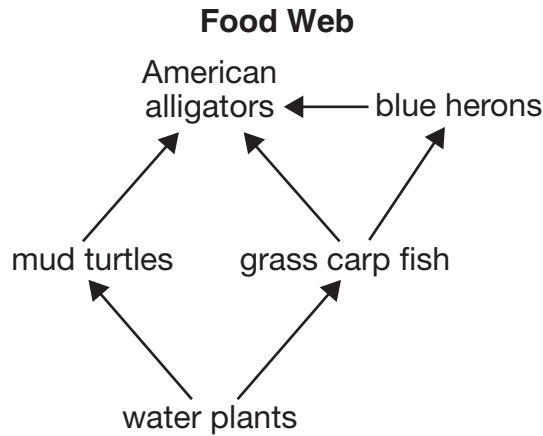 Food Web
American
alligators
blue herons
mud turtles
grass carp fish
water plants